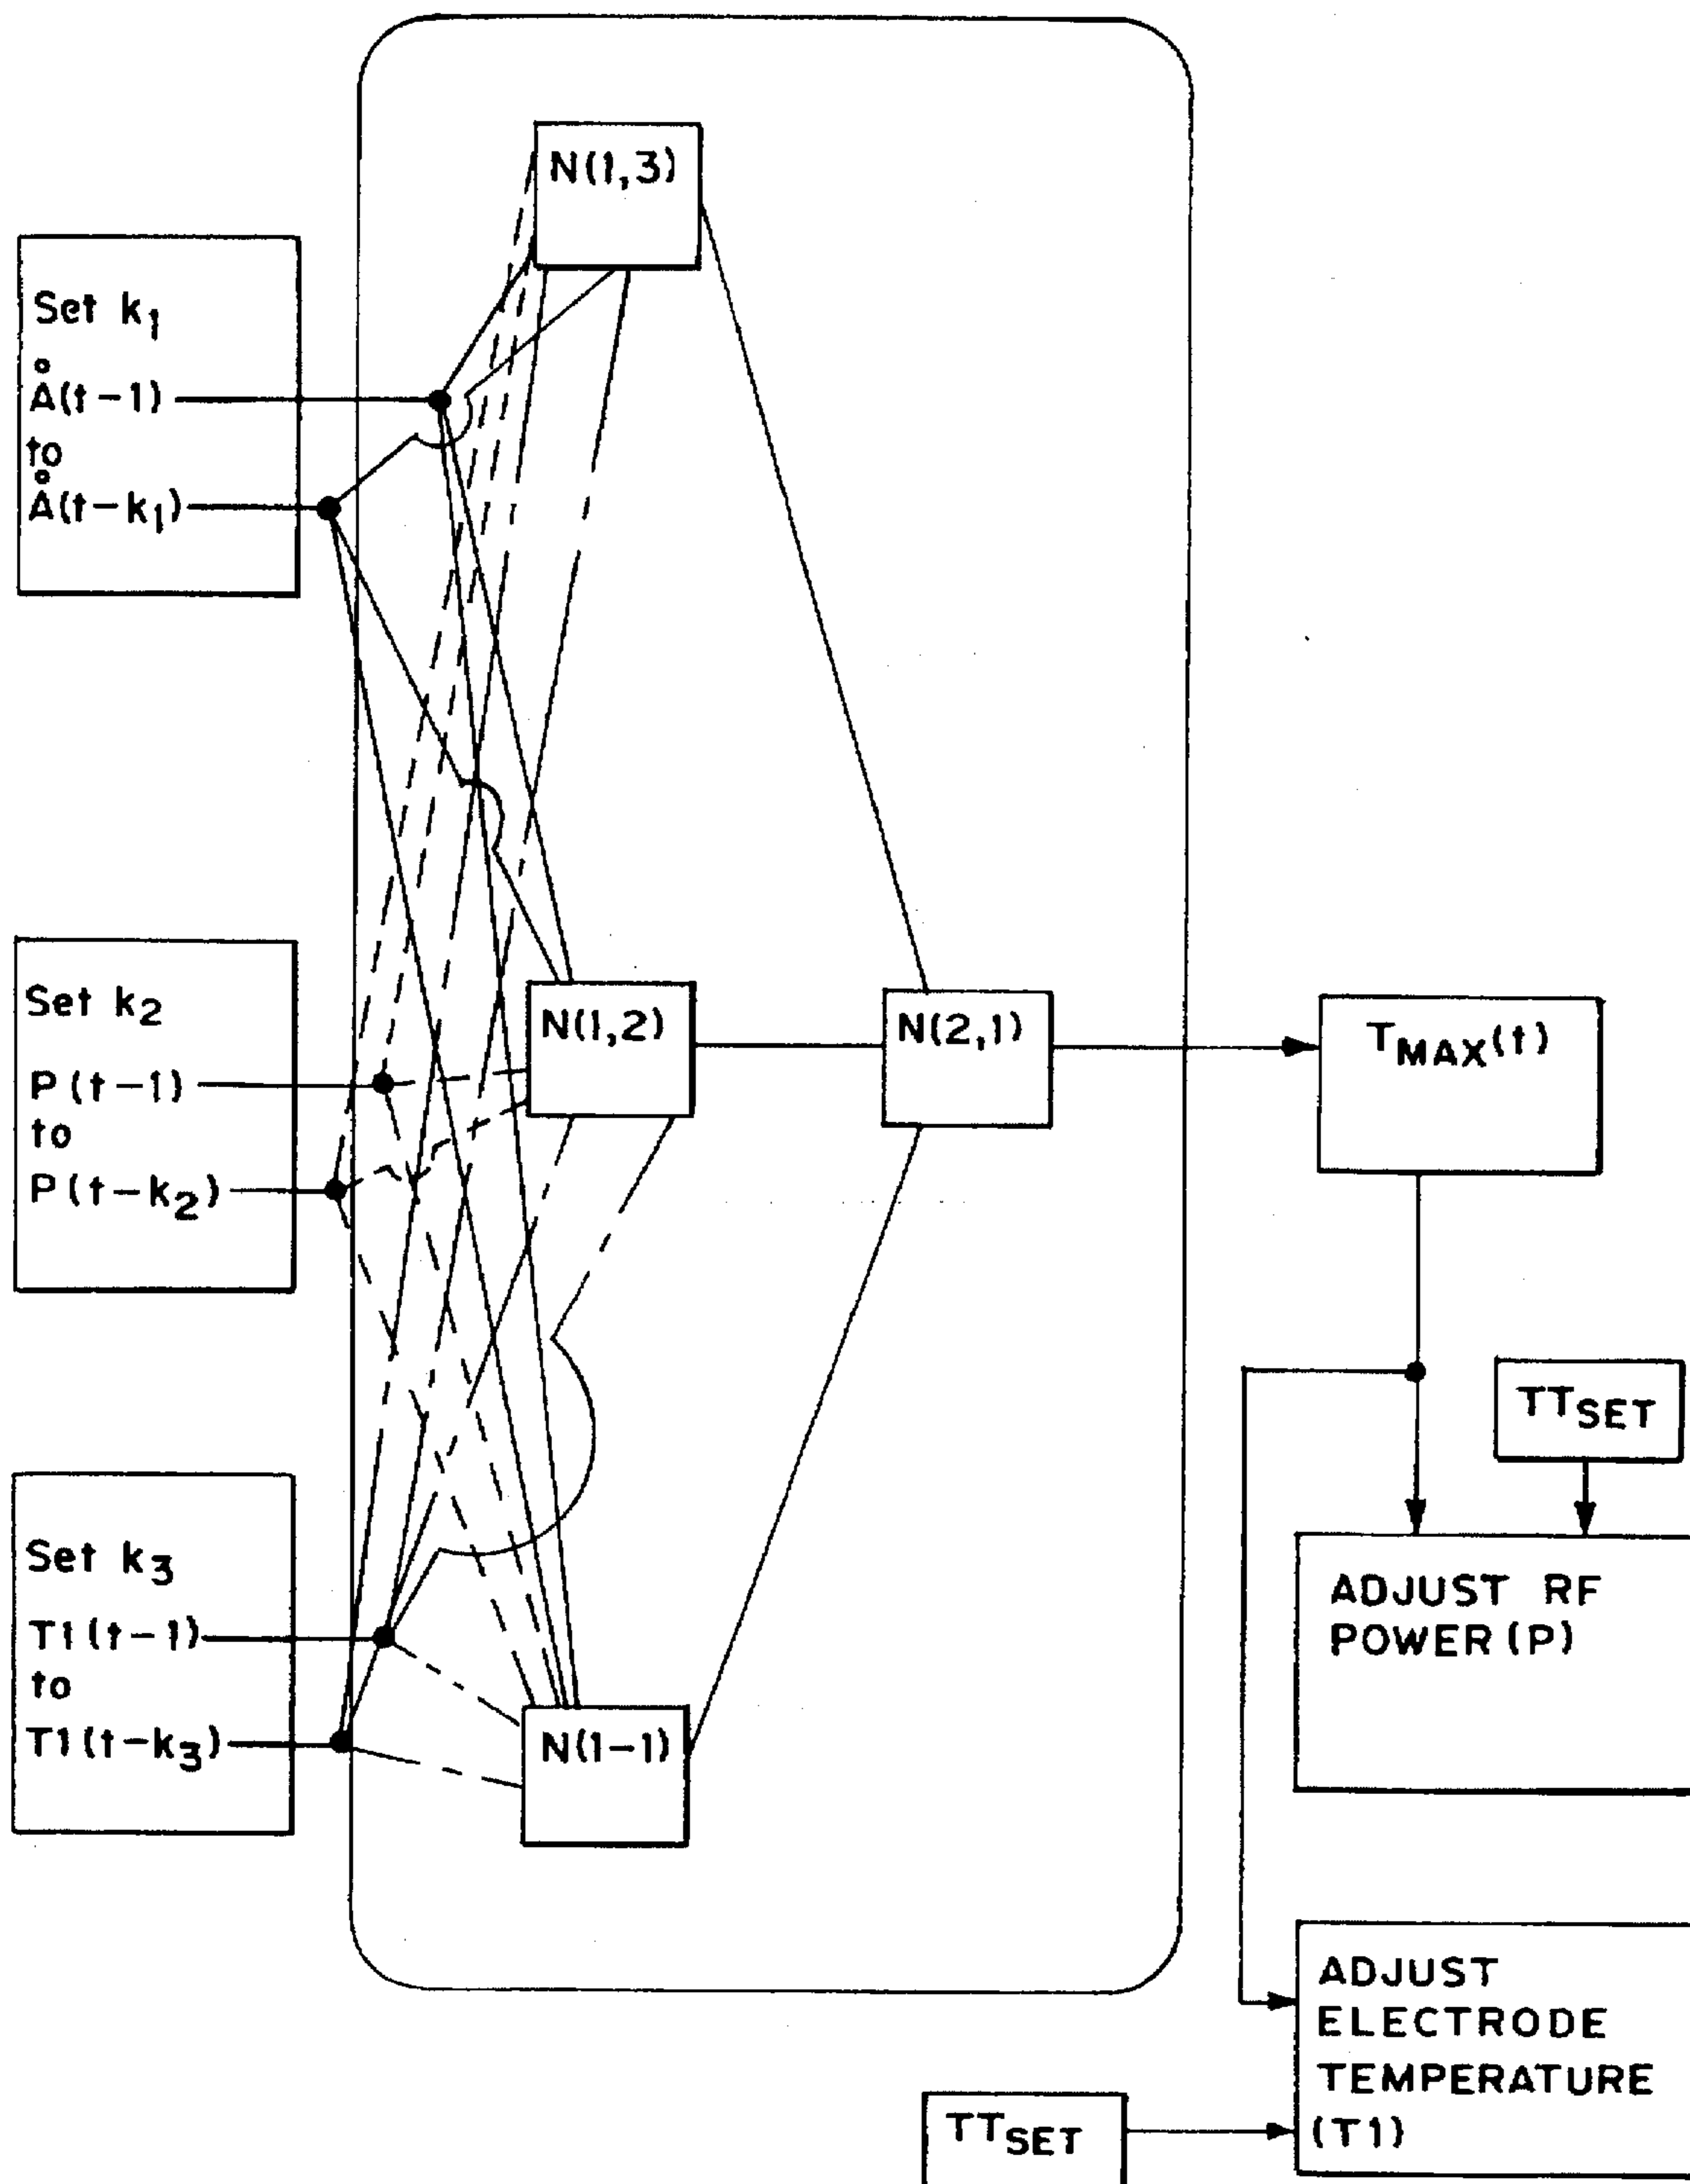 N(1,3)
Set k₁
Å(t-1)
to
Å(t-k₁)
Set k₂
P(t-1)
to
P(t-k₂)
N(1,2)
N(2,1)
TMAX(t)
TTSET
ADJUST RF
POWER (P)
Set k₃
T1(t-1)
to
T1(t-k₃)
N(1-1)
ADJUST
ELECTRODE
TEMPERATURE
(T1)
TTSET